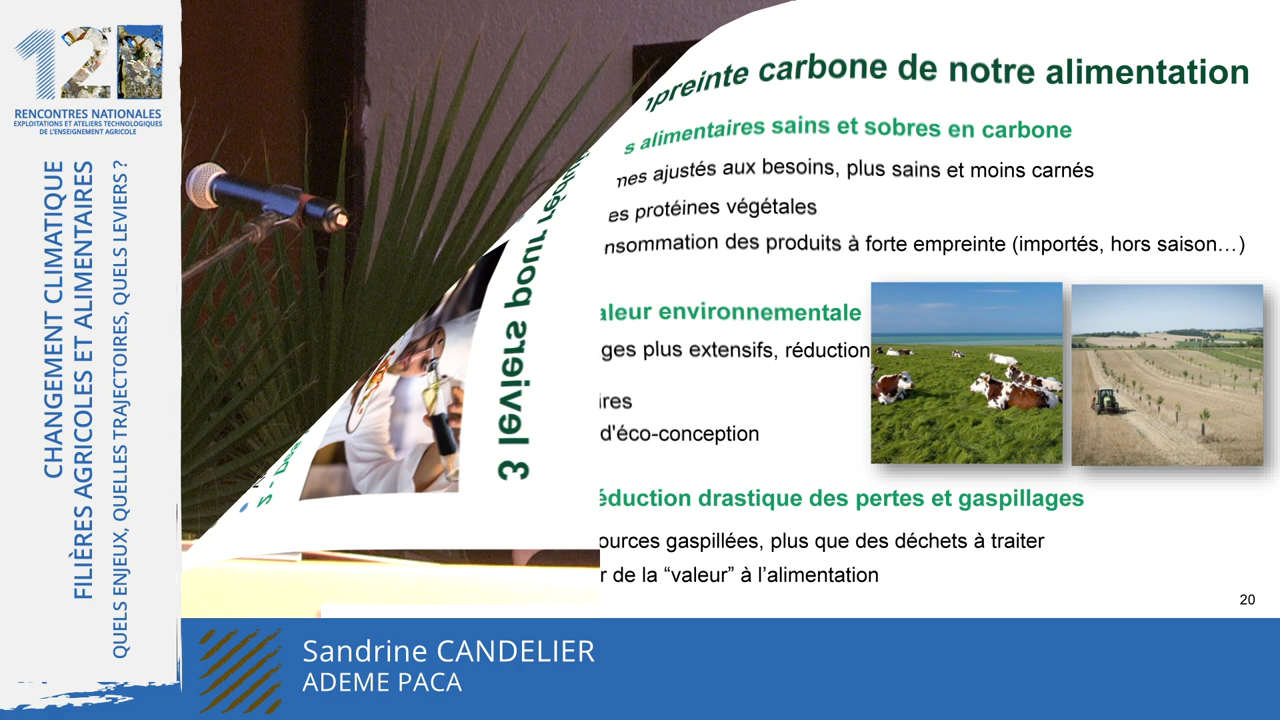 12es
RENCONTRES NATIONALES
EXPLOITATIONS ET ATELIERS TECHNOLOGIQUES
DE L'ENSEIGNEMENT AGRICOLE
CHANGEMENT CLIMATIQUE
FILIÈRES AGRICOLES ET ALIMENTAIRES
QUELS ENJEUX, QUELLES TRAJECTOIRES, QUELS LEVIERS ?
3 leviers pour
carbone de notre alimentation
alimentaires sains et sobres en carbone
ajustés aux besoins, plus sains et moins carnés
es protéines végétales
nsommation des produits à forte empreinte (importés, hors saison…)
aleur environnementale
ges plus extensifs, réduction
ires
d'éco-conception
éduction drastique des pertes et gaspillages
ources gaspillées, plus que des déchets à traiter
r de la “valeur” à l’alimentation
20
Sandrine CANDELIER
ADEME PACA